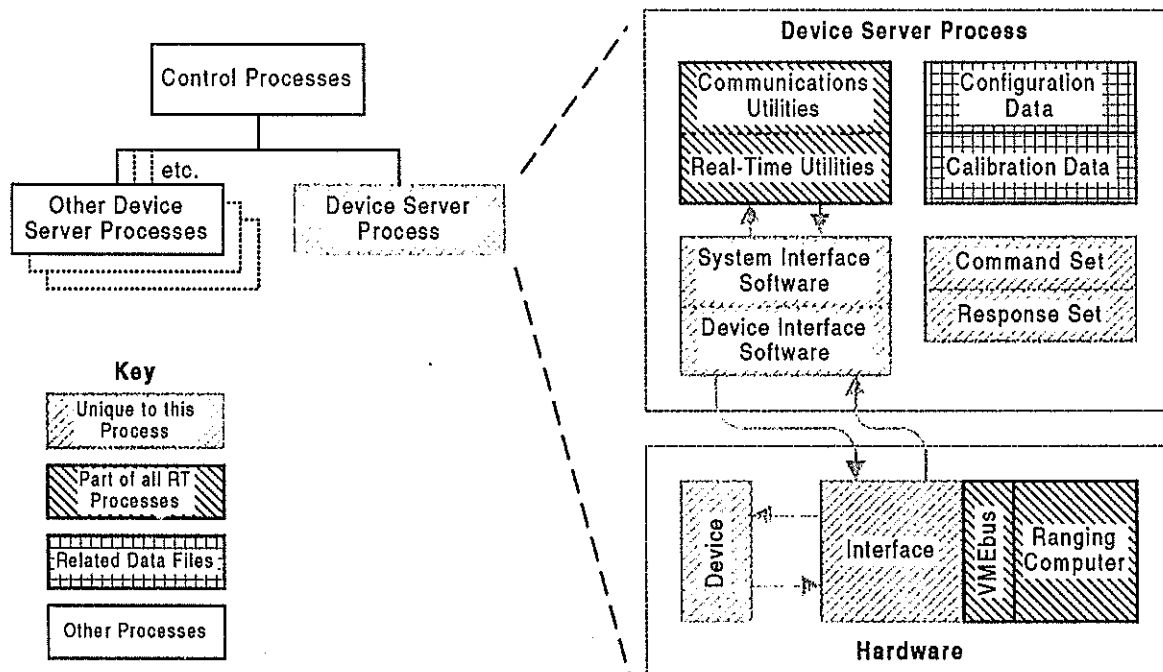 Control Processes
etc.
Other Device
Server Processes
Device Server
Process
Key
Unique to this
Process
Part of all RT
Processes
Related Data Files
Other Processes
Device Server Process
Communications
Utilities
Real-Time Utilities
Configuration
Data
Calibration Data
System Interface
Software
Device Interface
Software
Command Set
Response Set
Device
Interface
VMEbus
Ranging
Computer
Hardware